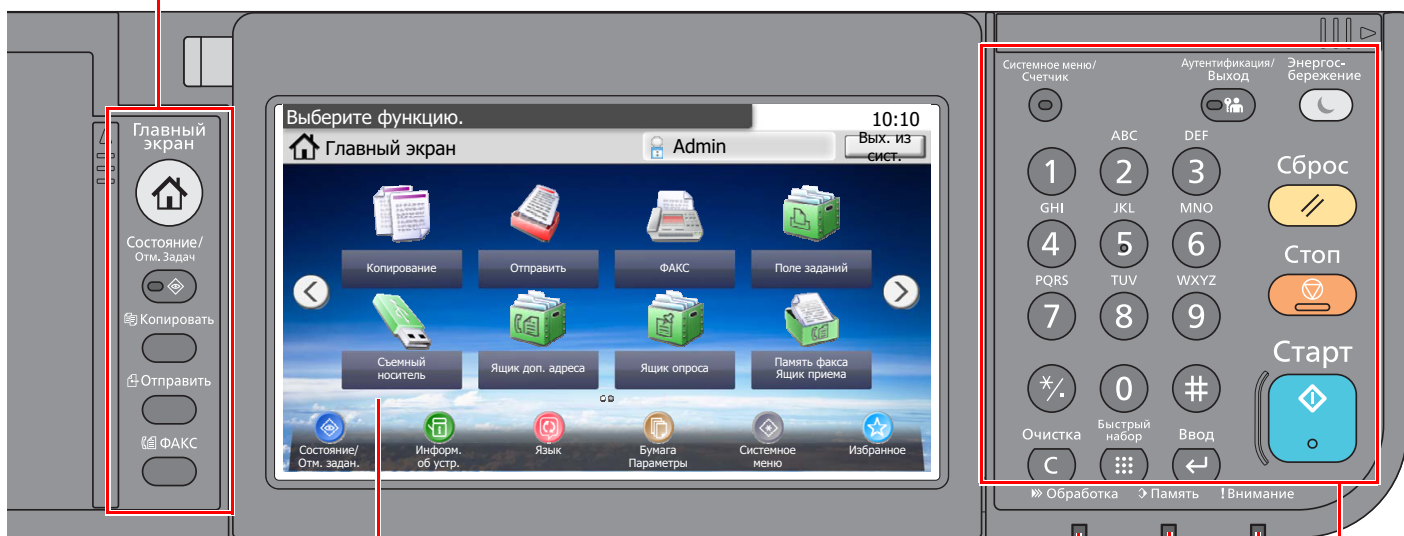 Главный
экран
Состояние/
Отм. Задач
Копировать
Отправить
ФАКС
Выберите функцию.
10:10
Главный экран
Admin
Вых. из
сист.
Копирование
Отправить
ФАКС
Поле заданий
Съемный
носитель
Ящик доп. адреса
Ящик опроса
Память факса
Ящик приема
Состояние/
Отм. задан.
Информ.
об устр.
Язык
Бумага
Параметры
Системное
меню
Избранное
Системное меню/
Счетчик
Аутентификация/
Выход
Энергос-
бережение
ABC
DEF
1
2
3
GHI
JKL
MNO
4
5
6
PQRS
TUV
WXYZ
7
8
9
*/.
0
#
Очистка
Быстрый
набор
Ввод
C
Сброс
Стоп
Старт
Обработка
Память
!Внимание